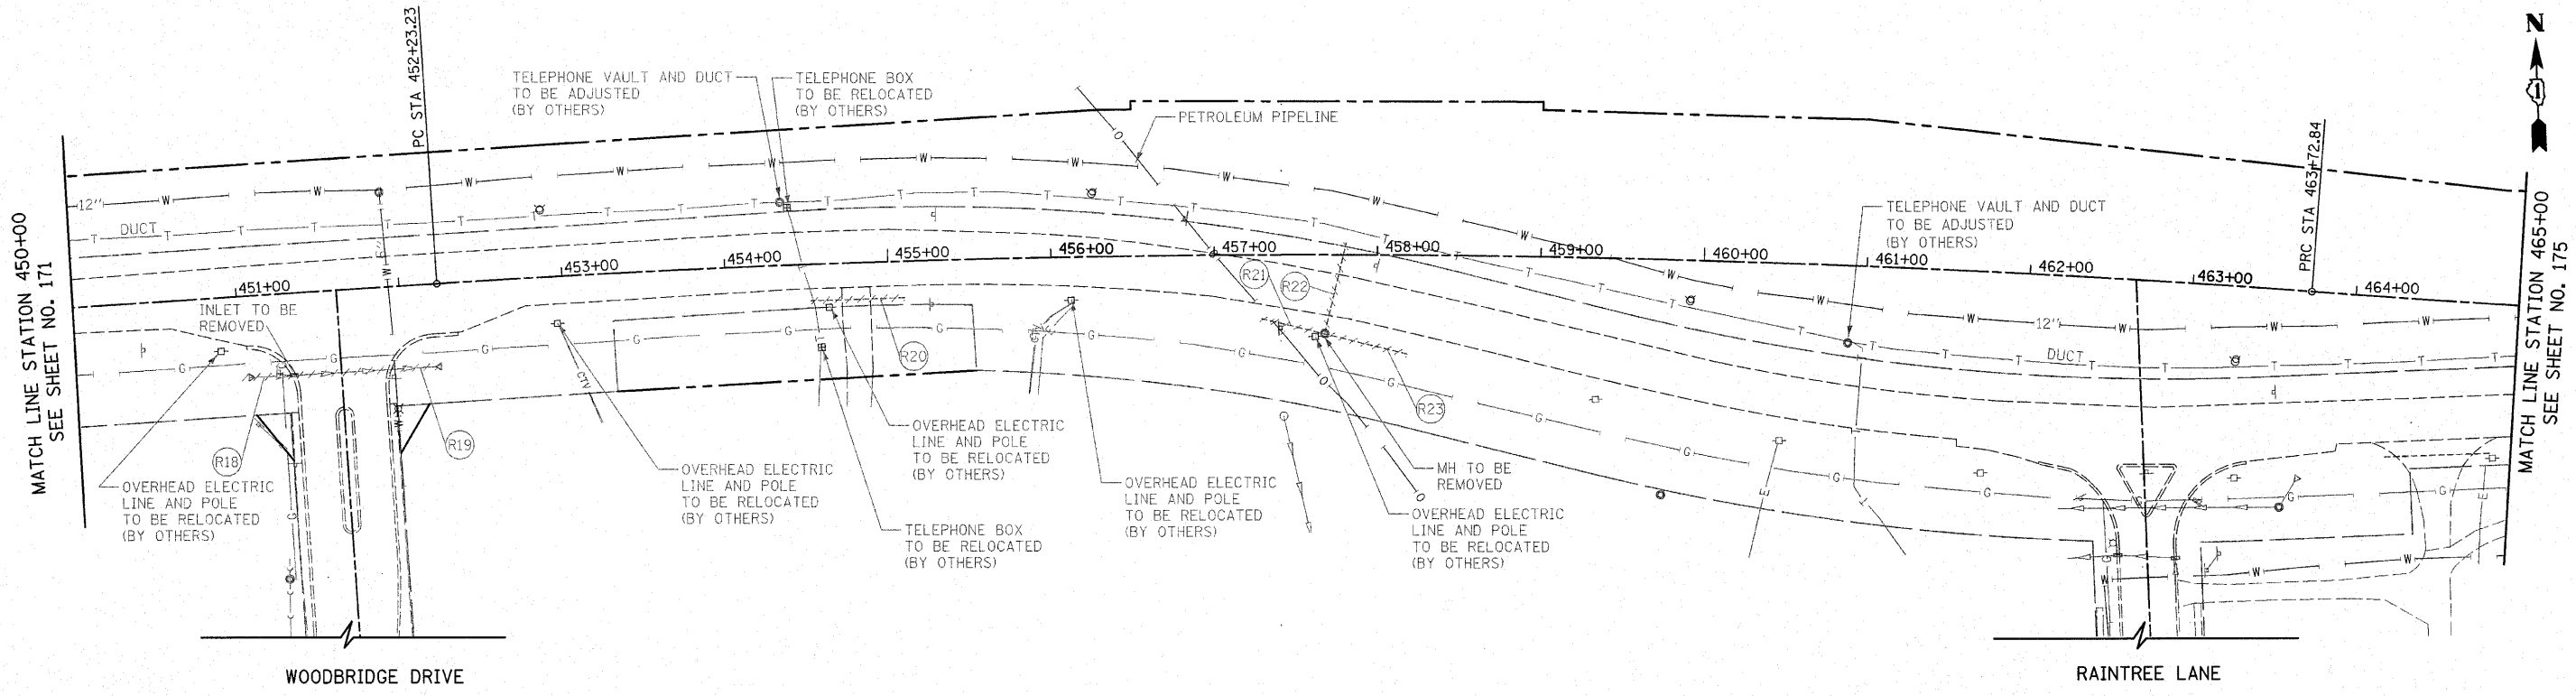 PC STA 452+23.23
TELEPHONE VAULT AND DUCT
TO BE ADJUSTED
(BY OTHERS)
TELEPHONE BOX
TO BE RELOCATED
(BY OTHERS)
PETROLEUM PIPELINE
N
1
PRC STA 463+72.84
MATCH LINE STATION 450+00
SEE SHEET NO. 171
12"
DUCT
TELEPHONE VAULT AND DUCT
TO BE ADJUSTED
(BY OTHERS)
MATCH LINE STATION 465+00
SEE SHEET NO. 175
451+00
453+00
454+00
455+00
456+00
457+00
458+00
459+00
460+00
461+00
462+00
463+00
464+00
INLET TO BE
REMOVED
R21
R22
12"
DUCT
R20
CTV
R23
R18
R19
OVERHEAD ELECTRIC
LINE AND POLE
TO BE RELOCATED
(BY OTHERS)
OVERHEAD ELECTRIC
LINE AND POLE
TO BE RELOCATED
(BY OTHERS)
OVERHEAD ELECTRIC
LINE AND POLE
TO BE RELOCATED
(BY OTHERS)
TELEPHONE BOX
TO BE RELOCATED
(BY OTHERS)
OVERHEAD ELECTRIC
LINE AND POLE
TO BE RELOCATED
(BY OTHERS)
MH TO BE
REMOVED
OVERHEAD ELECTRIC
LINE AND POLE
TO BE RELOCATED
(BY OTHERS)
WOODBRIDGE DRIVE
RAINTREE LANE